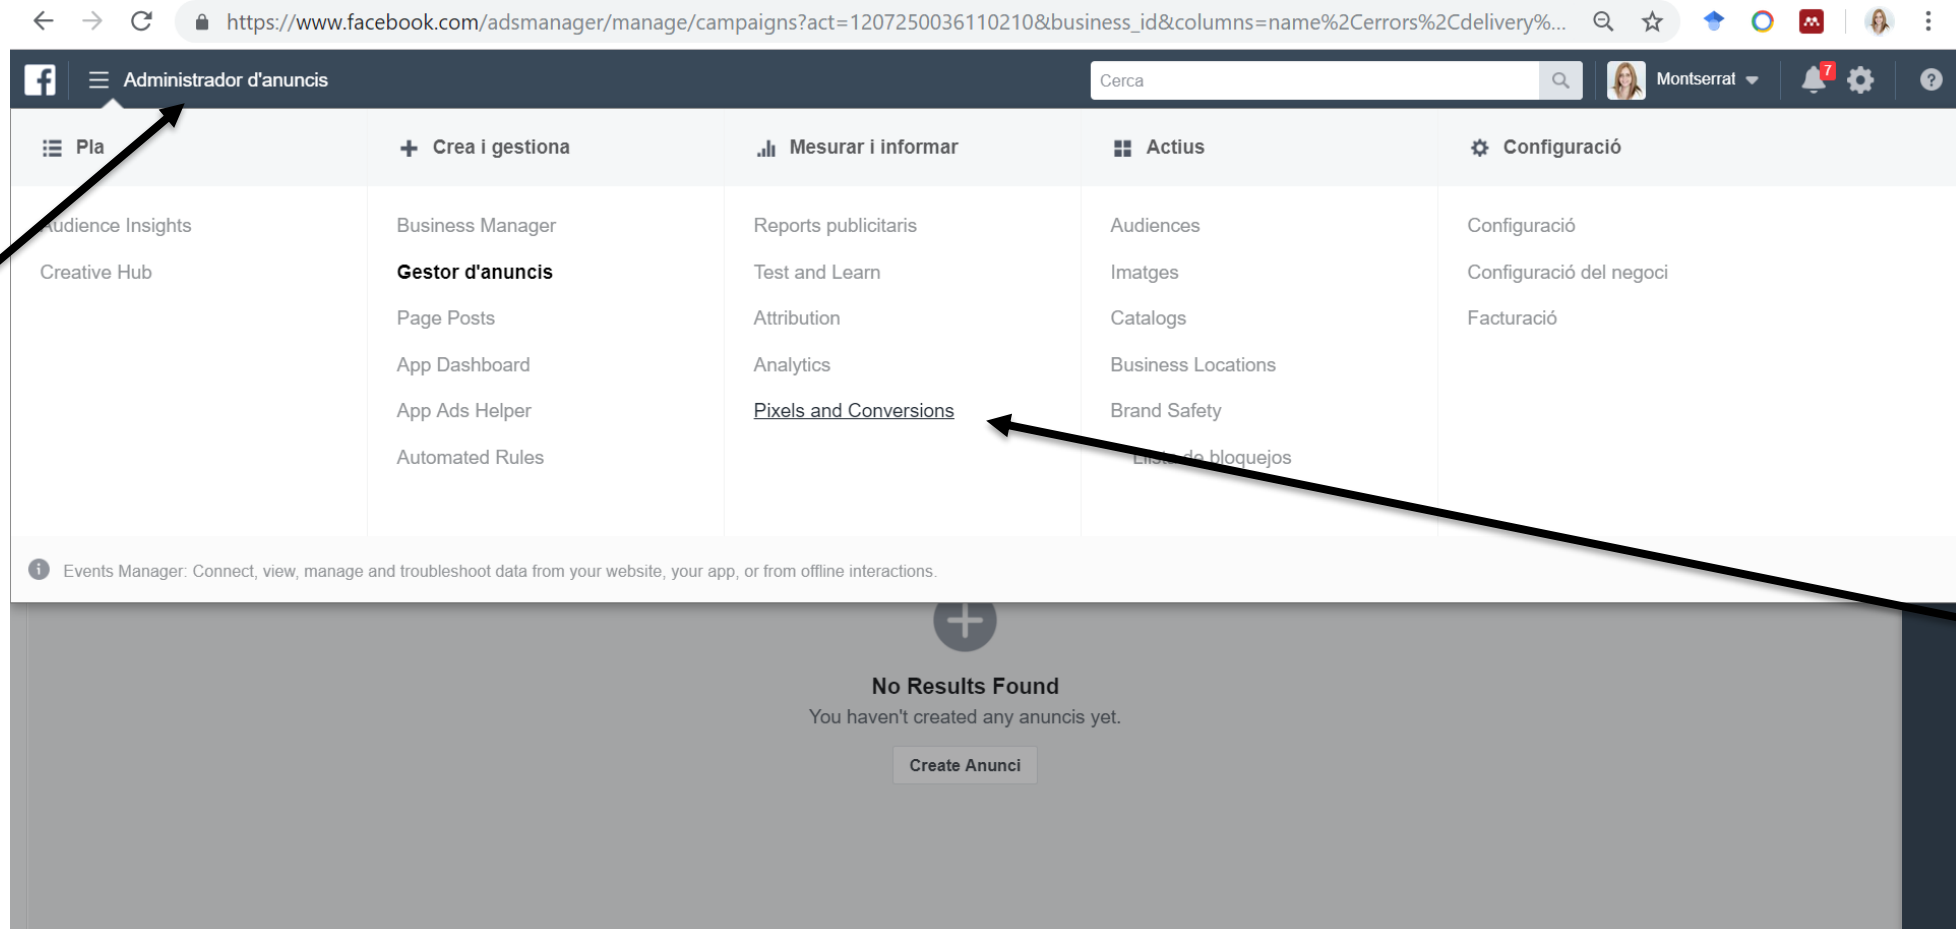 https://www.facebook.com/adsmanager/manage/campaigns?act=1207250036110210&business_id&columns=name%2Cerrors%2Cdelivery%...
Administrador d'anuncis
Cerca
Montserrat
7
Pla
Crea i gestiona
Mesurar i informar
Actius
Configuració
Audience Insights
Business Manager
Reports publicitaris
Audiences
Configuració
Creative Hub
Gestor d'anuncis
Test and Learn
Imatges
Configuració del negoci
Page Posts
Attribution
Catalogs
Facturació
App Dashboard
Analytics
Business Locations
App Ads Helper
Pixels and Conversions
Brand Safety
Automated Rules
Llista de bloquejos
Events Manager: Connect, view, manage and troubleshoot data from your website, your app, or from offline interactions.
No Results Found
You haven't created any anuncis yet.
Create Anunci